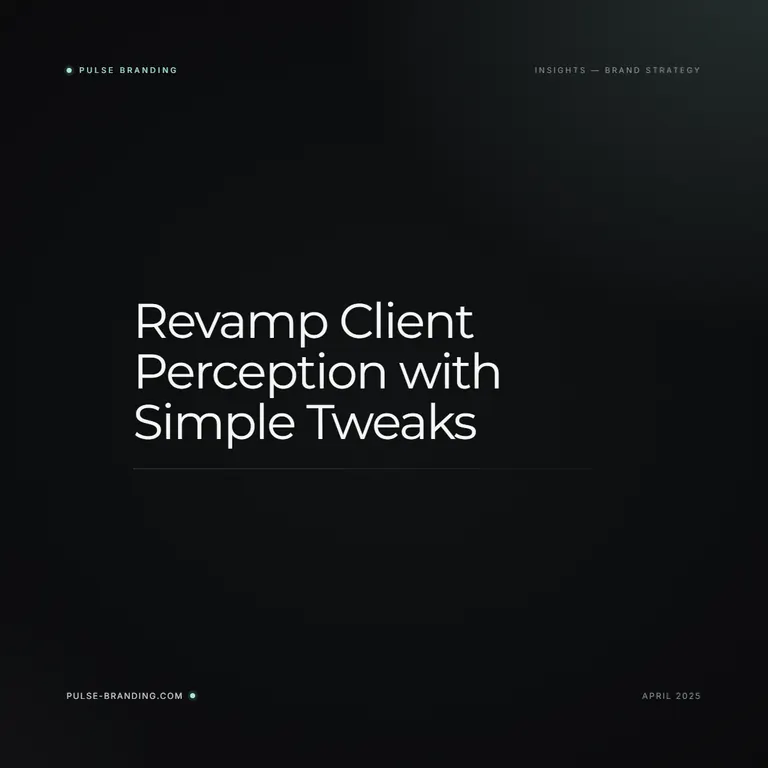 PULSE BRANDING
INSIGHTS — BRAND STRATEGY
Revamp Client
Perception with
Simple Tweaks
PULSE-BRANDING.COM
APRIL 2025